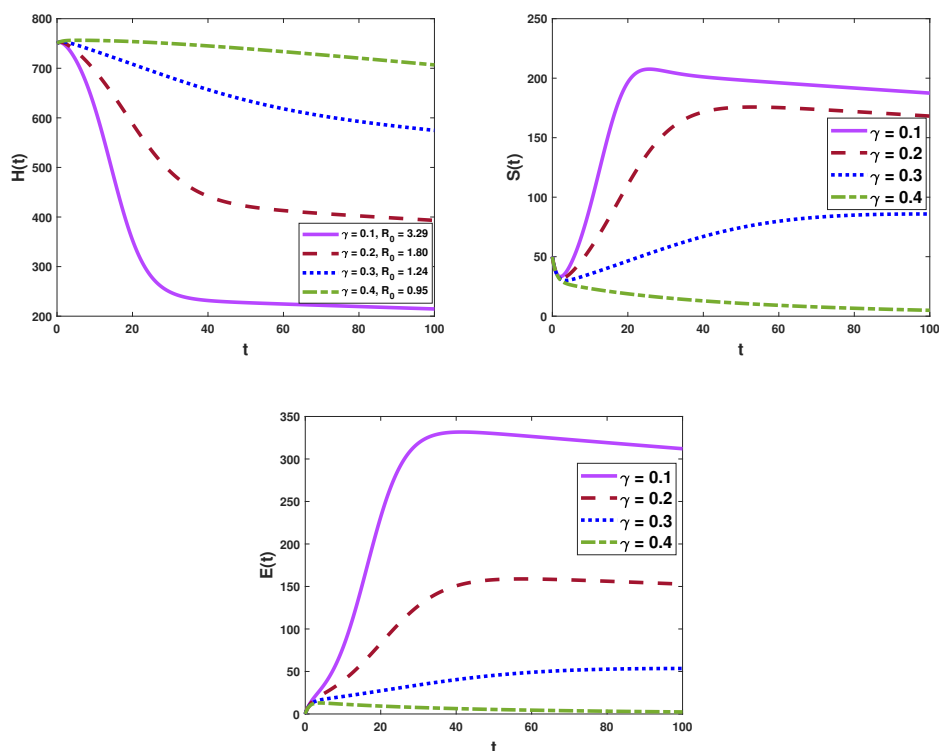 800
700
600
500
400
300
200
H(t)
0 20 40 60 80 100
t
γ = 0.1, R0 = 3.29
γ = 0.2, R0 = 1.80
γ = 0.3, R0 = 1.24
γ = 0.4, R0 = 0.95
250
200
150
100
50
0
S(t)
0 20 40 60 80 100
t
γ = 0.1
γ = 0.2
γ = 0.3
γ = 0.4
350
300
250
200
150
100
50
0
E(t)
0 20 40 60 80 100
t
γ = 0.1
γ = 0.2
γ = 0.3
γ = 0.4